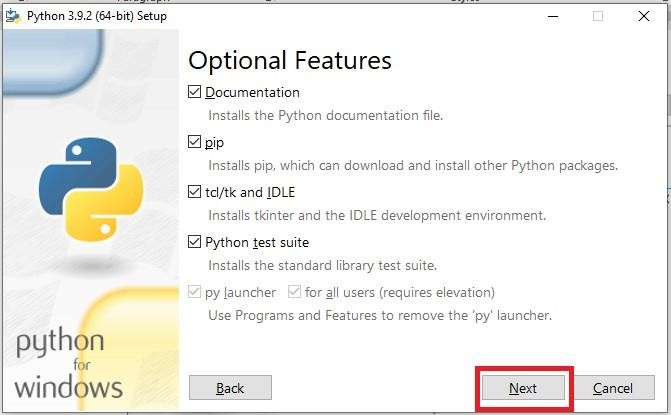 Python 3.9.2 (64-bit) Setup
Optional Features
Documentation
Installs the Python documentation file.
pip
Installs pip, which can download and install other Python packages.
tcl/tk and IDLE
Installs tkinter and the IDLE development environment.
Python test suite
Installs the standard library test suite.
py launcher for all users (requires elevation)
Use Programs and Features to remove the 'py' launcher.
python
for
windows
Back Next Cancel